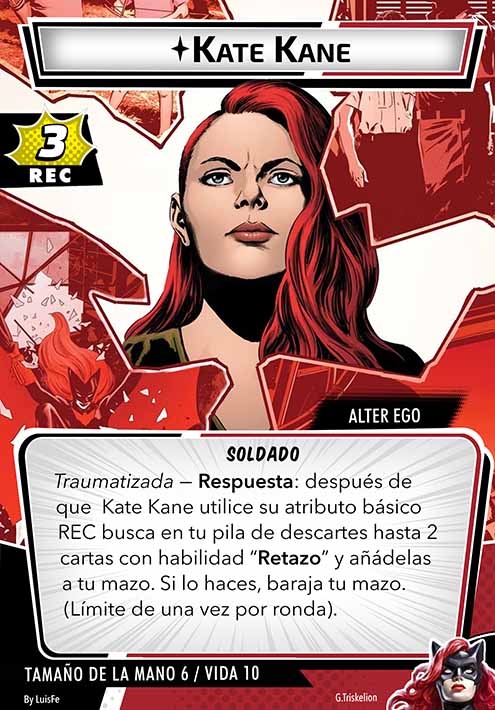 KATE KANE
3
REC
ALTER EGO
SOLDADO
Traumatizada – Respuesta: después de
que Kate Kane utilice su atributo básico
REC busca en tu pila de descartes hasta 2
cartas con habilidad “Retazo” y añádelas
a tu mazo. Si lo haces, baraja tu mazo.
(Límite de una vez por ronda).
TAMAÑO DE LA MANO 6 / VIDA 10
By LuisFe
G.Triskelion